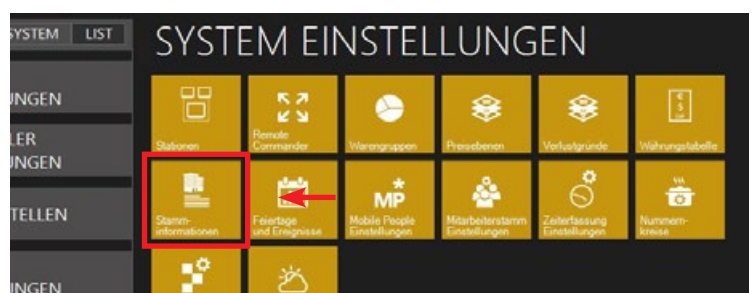 SYSTEM LIST
SYSTEM EINSTELLUNGEN
UNGEN
LER
UNGEN
TELLEN
UNGEN
Stationen
Remote
Commander
Warengruppen
Preisebenen
Verlustgründe
Währungstabelle
Stamm-
informationen
Feiertage
und Ereignisse
MP
Mobile People
Einstellungen
Mitarbeiterstamm
Einstellungen
Zeiterfassung
Einstellungen
Nummern-
kreise